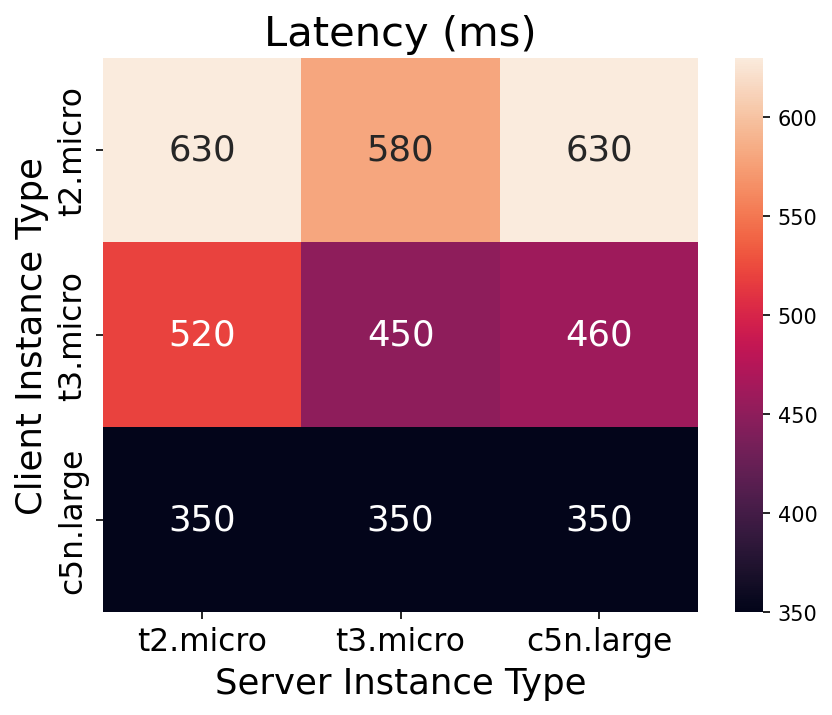 Latency (ms)
Client Instance Type
t2.micro
630
580
630
t3.micro
520
450
460
c5n.large
350
350
350
t2.micro
t3.micro
c5n.large
Server Instance Type
600
550
500
450
400
350